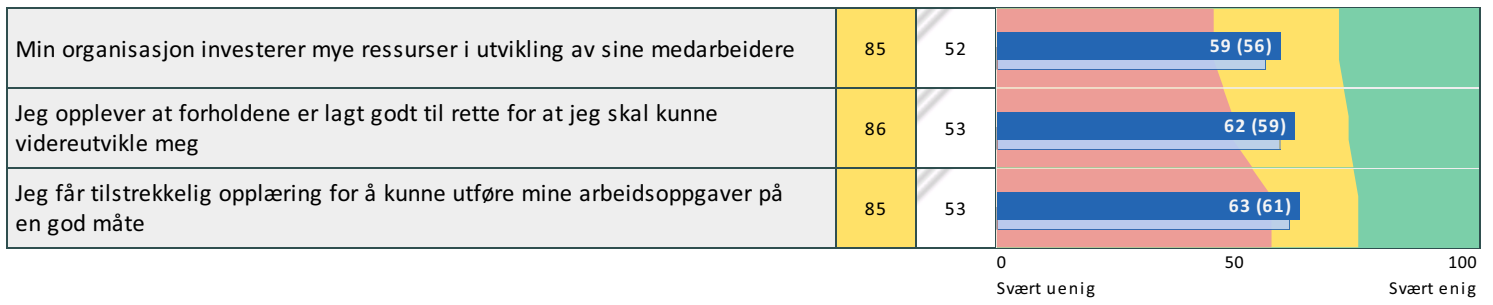 Min organisasjon investerer mye ressurser i utvikling av sine medarbeidere 85 52 59 (56)
Jeg opplever at forholdene er lagt godt til rette for at jeg skal kunne
videreutvikle meg 86 53 62 (59)
Jeg får tilstrekkelig opplæring for å kunne utføre mine arbeidsoppgaver på
en god måte 85 53 63 (61)
0 50 100
Svært uenig Svært enig